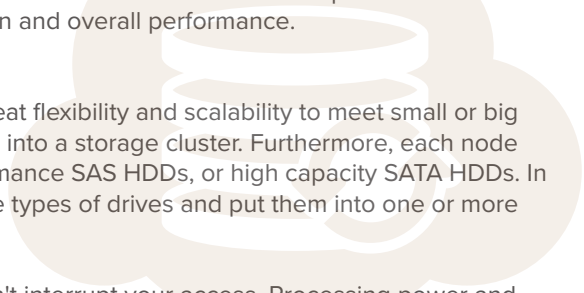 n and overall performance.
eat flexibility and scalability to meet small or big
into a storage cluster. Furthermore, each node
mance SAS HDDs, or high capacity SATA HDDs. In
e types of drives and put them into one or more
n't interrupt your access. Processing power and